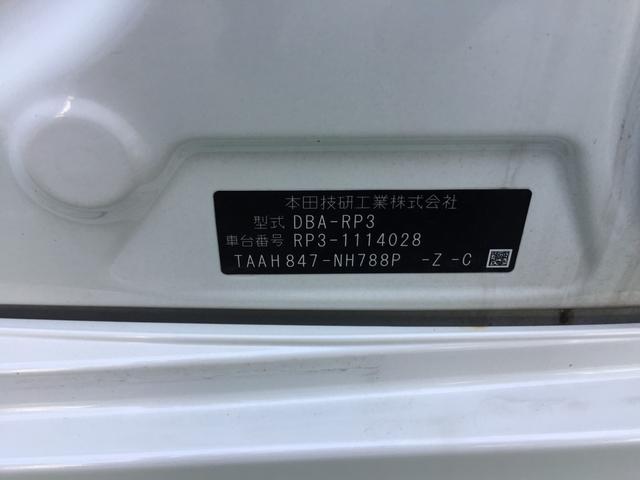 本田技研工業株式会社
型式 DBA-RP3
車台番号 RP3-1114028
TAAH847-NH788P -Z -C